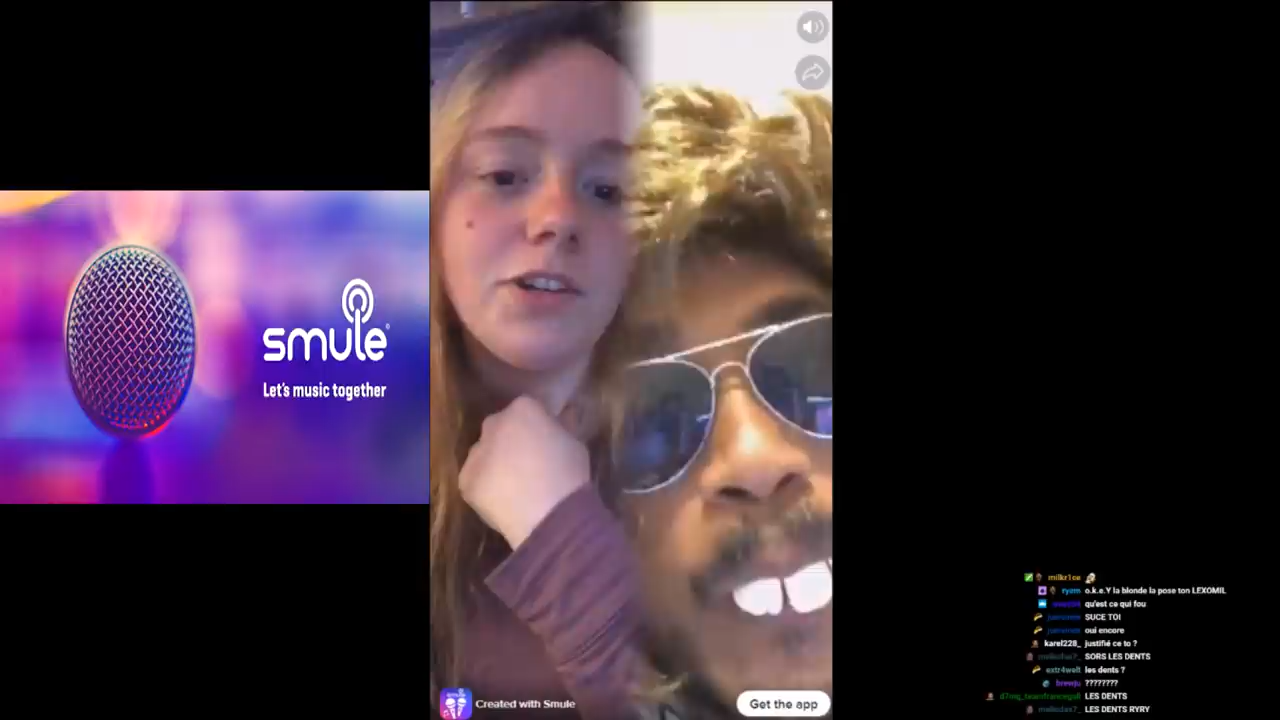 smule
Let's music together
Created with Smule
Get the app
milkr1ce
ryzm o.k.e.Y la blonde la pose ton LEXOMIL
qu'est ce qui fou
SUCE TOI
oui encore
karel228_ justifié ce to ?
SORS LES DENTS
extr4welt les dents ?
brewju ????????
LES DENTS
LES DENTS RYRY